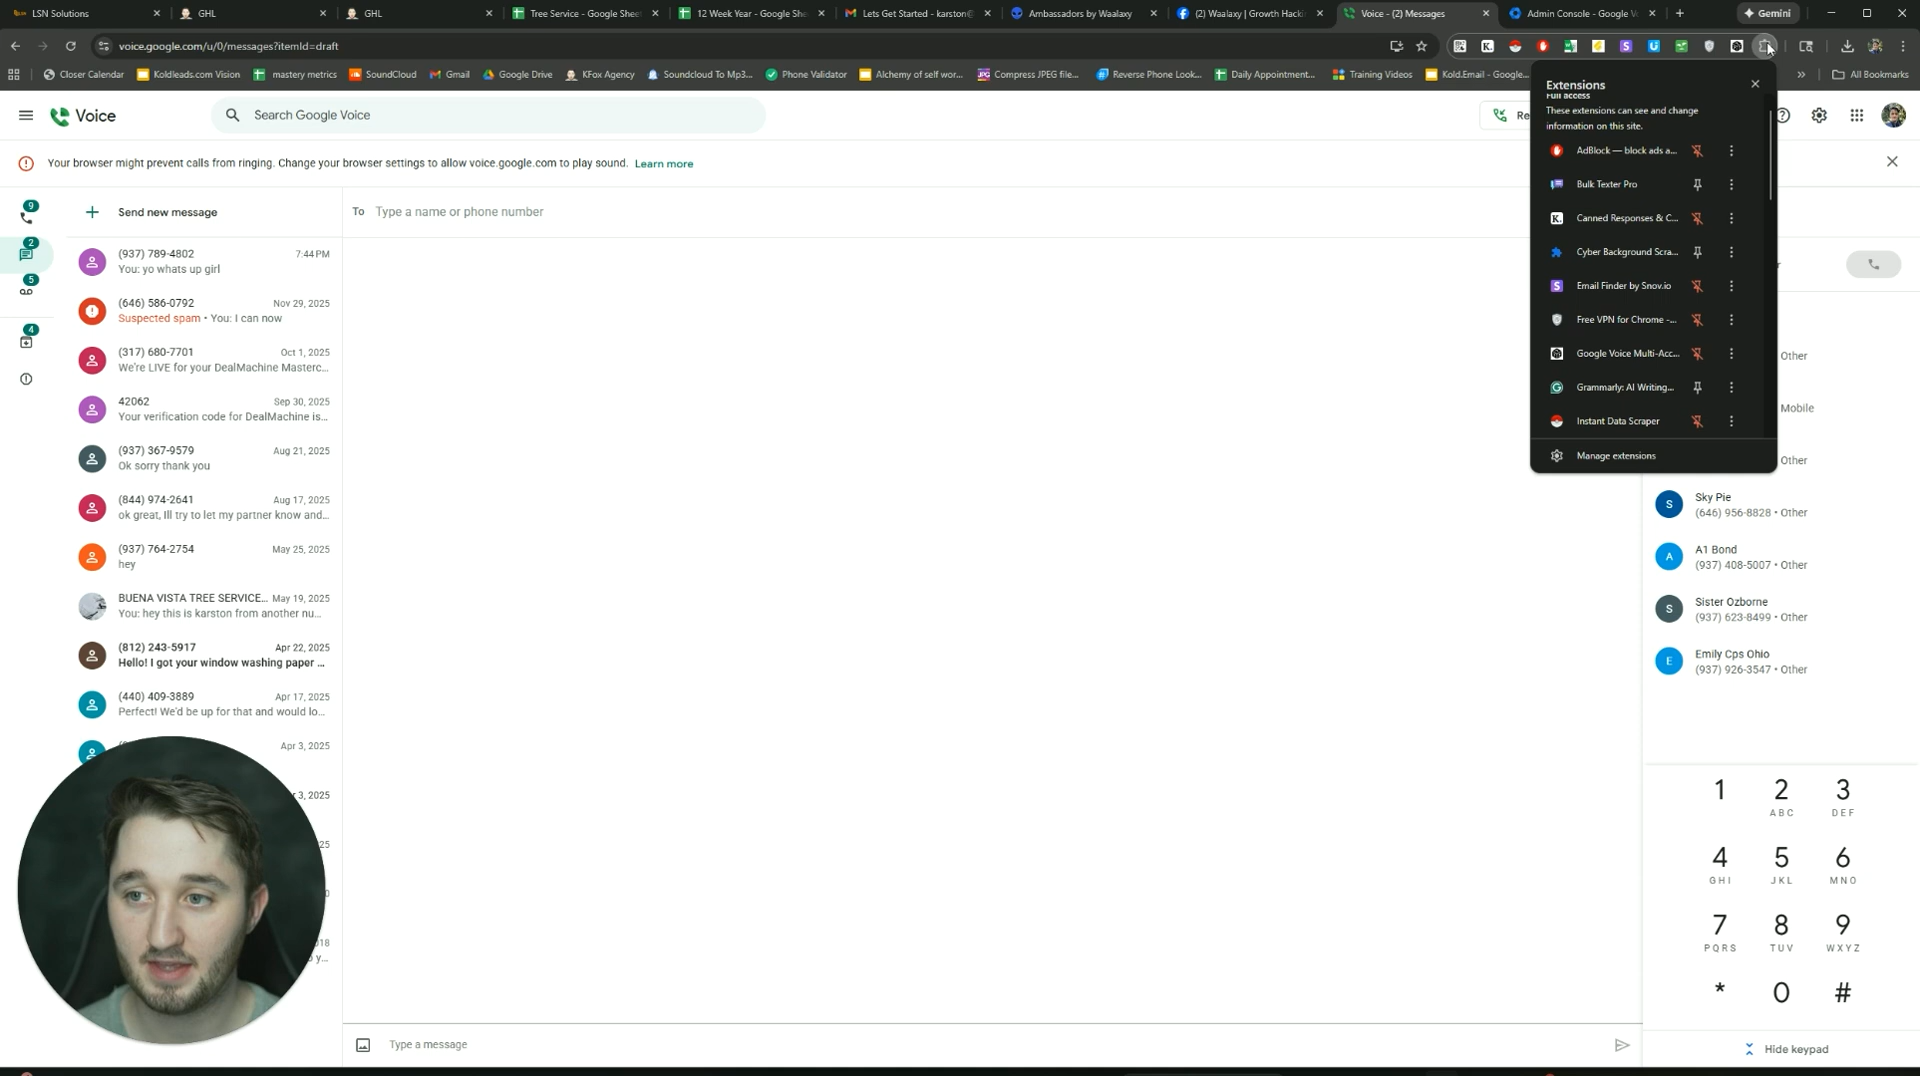 LSN Solutions
GHL
GHL
Tree Service - Google Shee
12 Week Year - Google She
Lets Get Started - karston@
Ambassadors by Waalaxy
(2) Waalaxy | Growth Hacki
Voice - (2) Messages
Admin Console - Google V
Gemini
voice.google.com/u/0/messages?itemId=draft
Closer Calendar
Koldleads.com Vision
mastery metrics
SoundCloud
Gmail
Google Drive
KFox Agency
Soundcloud To Mp3...
Phone Validator
Alchemy of self wor...
Compress JPEG file...
Reverse Phone Look...
Daily Appointment...
Training Videos
Kold.Email - Google...
All Bookmarks
Voice
Search Google Voice
Re
Your browser might prevent calls from ringing. Change your browser settings to allow voice.google.com to play sound. Learn more
9
2
5
4
Send new message
To Type a name or phone number
(937) 789-4802 7:44 PM
You: yo whats up girl
(646) 586-0792 Nov 29, 2025
Suspected spam • You: I can now
(317) 680-7701 Oct 1, 2025
We're LIVE for your DealMachine Masterc...
42062 Sep 30, 2025
Your verification code for DealMachine is...
(937) 367-9579 Aug 21, 2025
Ok sorry thank you
(844) 974-2641 Aug 17, 2025
ok great, Ill try to let my partner know and...
(937) 764-2754 May 25, 2025
hey
BUENA VISTA TREE SERVICE... May 19, 2025
You: hey this is karston from another nu...
(812) 243-5917 Apr 22, 2025
Hello! I got your window washing paper ...
(440) 409-3889 Apr 17, 2025
Perfect! We'd be up for that and would lo...
Apr 3, 2025
r 3, 2025
25
018
y...
Type a message
Extensions
Full access
These extensions can see and change
information on this site.
AdBlock — block ads a...
Bulk Texter Pro
Canned Responses & C...
Cyber Background Scra...
Email Finder by Snov.io
Free VPN for Chrome -...
Google Voice Multi-Acc...
Grammarly: AI Writing...
Instant Data Scraper
Manage extensions
Other
Mobile
Other
S
Sky Pie
(646) 956-8828 • Other
A
A1 Bond
(937) 408-5007 • Other
S
Sister Ozborne
(937) 623-8499 • Other
E
Emily Cps Ohio
(937) 926-3547 • Other
1 2 3
ABC DEF
4 5 6
GHI JKL MNO
7 8 9
PQRS TUV WXYZ
* 0 #
Hide keypad